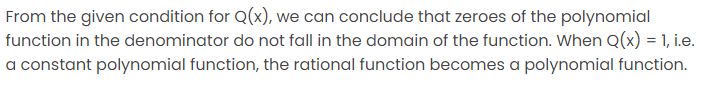 From the given condition for Q(x), we can conclude that zeroes of the polynomial
function in the denominator do not fall in the domain of the function. When Q(x) = 1, i.e.
a constant polynomial function, the rational function becomes a polynomial function.